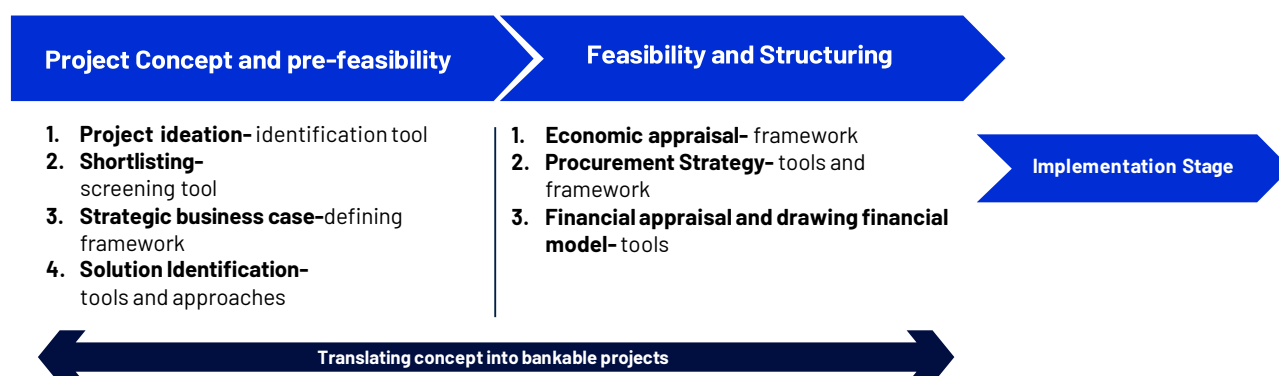 Project Concept and pre-feasibility
Feasibility and Structuring
1. Project ideation- identification tool
2. Shortlisting-
screening tool
3. Strategic business case-defining
framework
4. Solution Identification-
tools and approaches
1. Economic appraisal- framework
2. Procurement Strategy- tools and
framework
3. Financial appraisal and drawing financial
model- tools
Implementation Stage
Translating concept into bankable projects